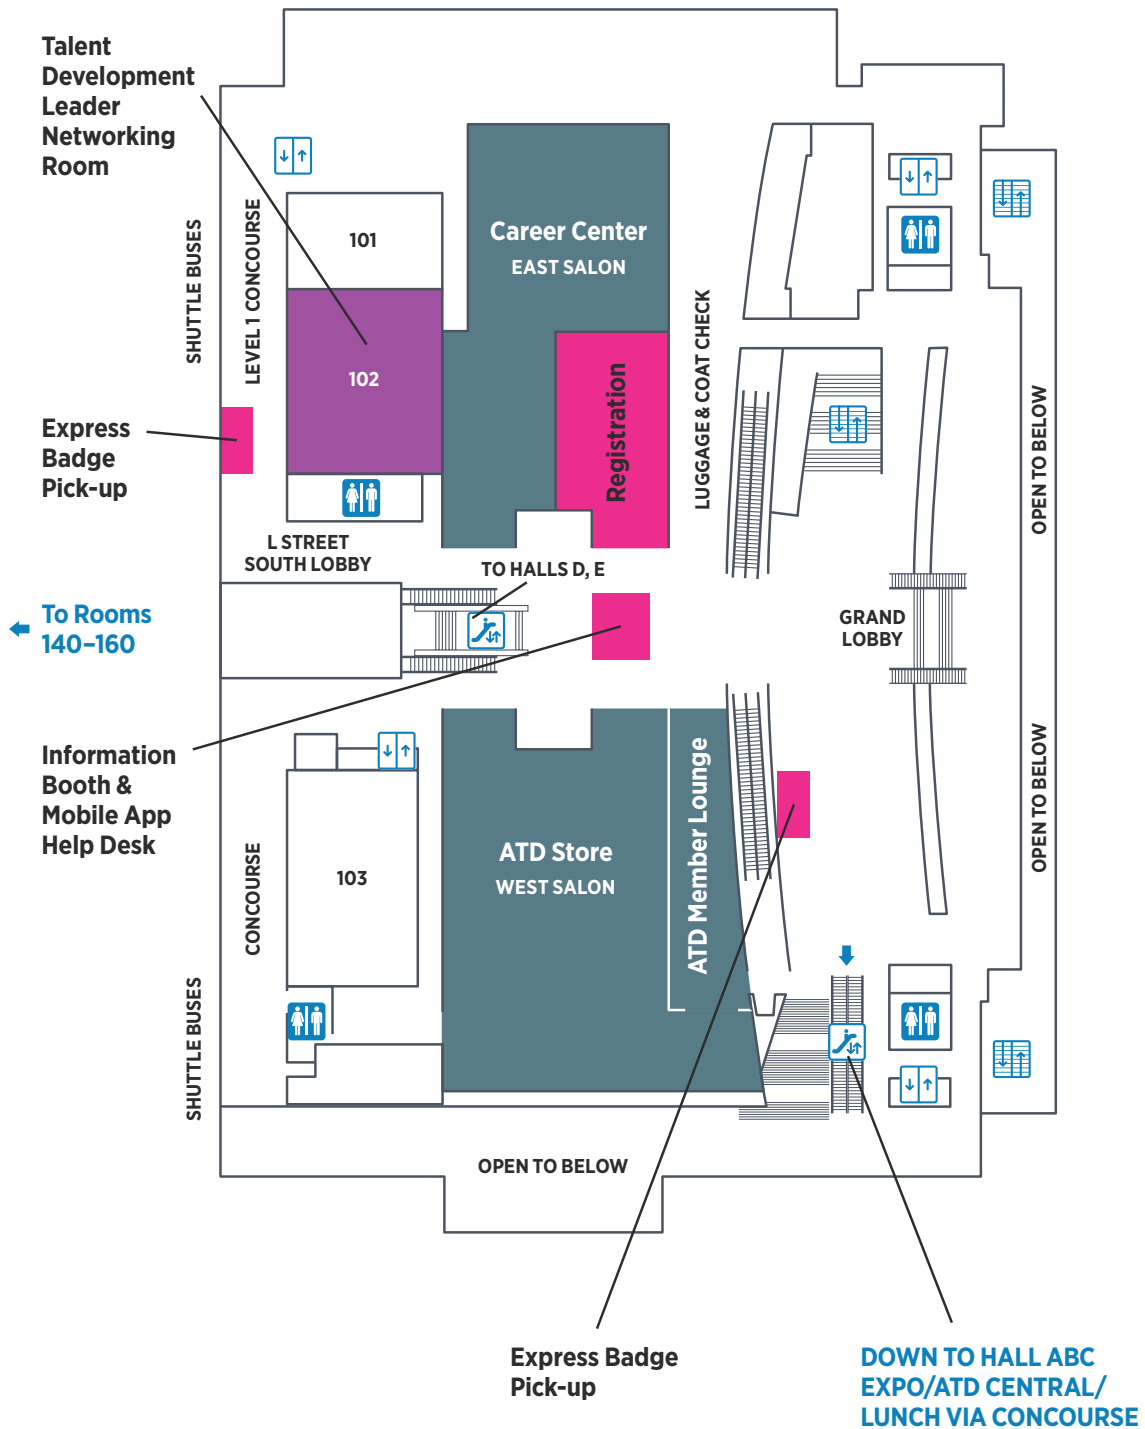 Talent
Development
Leader
Networking
Room
SHUTTLE BUSES
LEVEL 1 CONCOURSE
101
102
Career Center
EAST SALON
Registration
LUGGAGE & COAT CHECK
OPEN TO BELOW
Express
Badge
Pick-up
L STREET
SOUTH LOBBY
TO HALLS D, E
To Rooms
140–160
GRAND
LOBBY
Information
Booth &
Mobile App
Help Desk
CONCOURSE
103
ATD Store
WEST SALON
ATD Member Lounge
OPEN TO BELOW
SHUTTLE BUSES
OPEN TO BELOW
Express Badge
Pick-up
DOWN TO HALL ABC
EXPO/ATD CENTRAL/
LUNCH VIA CONCOURSE